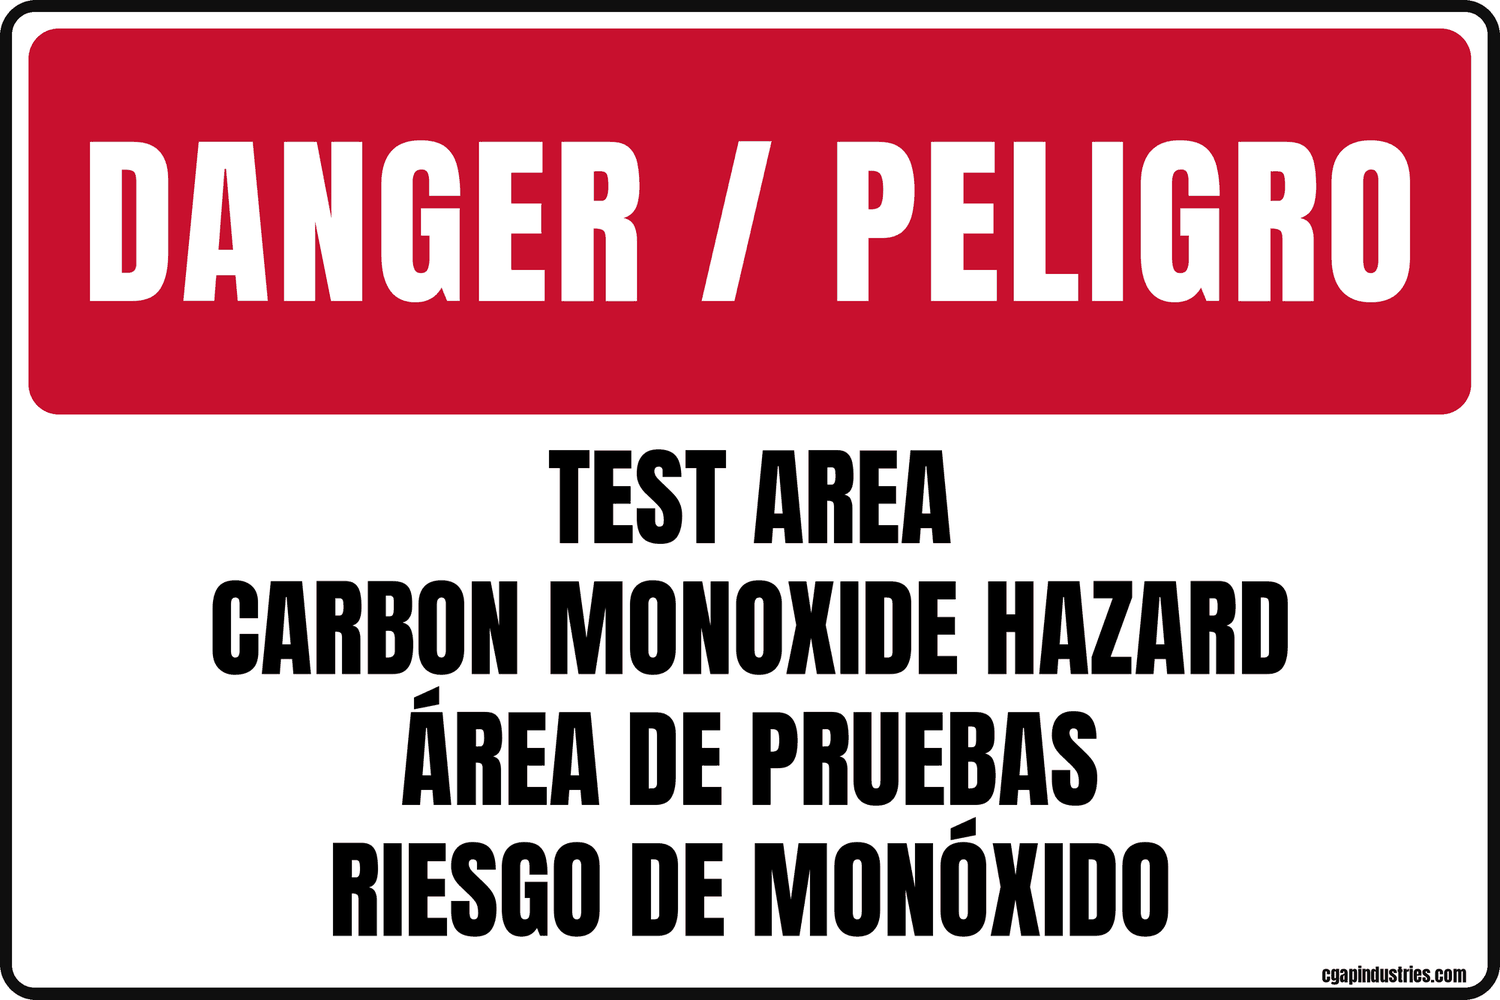 DANGER / PELIGRO
TEST AREA
CARBON MONOXIDE HAZARD
ÁREA DE PRUEBAS
RIESGO DE MONÓXIDO
cgapindustries.com